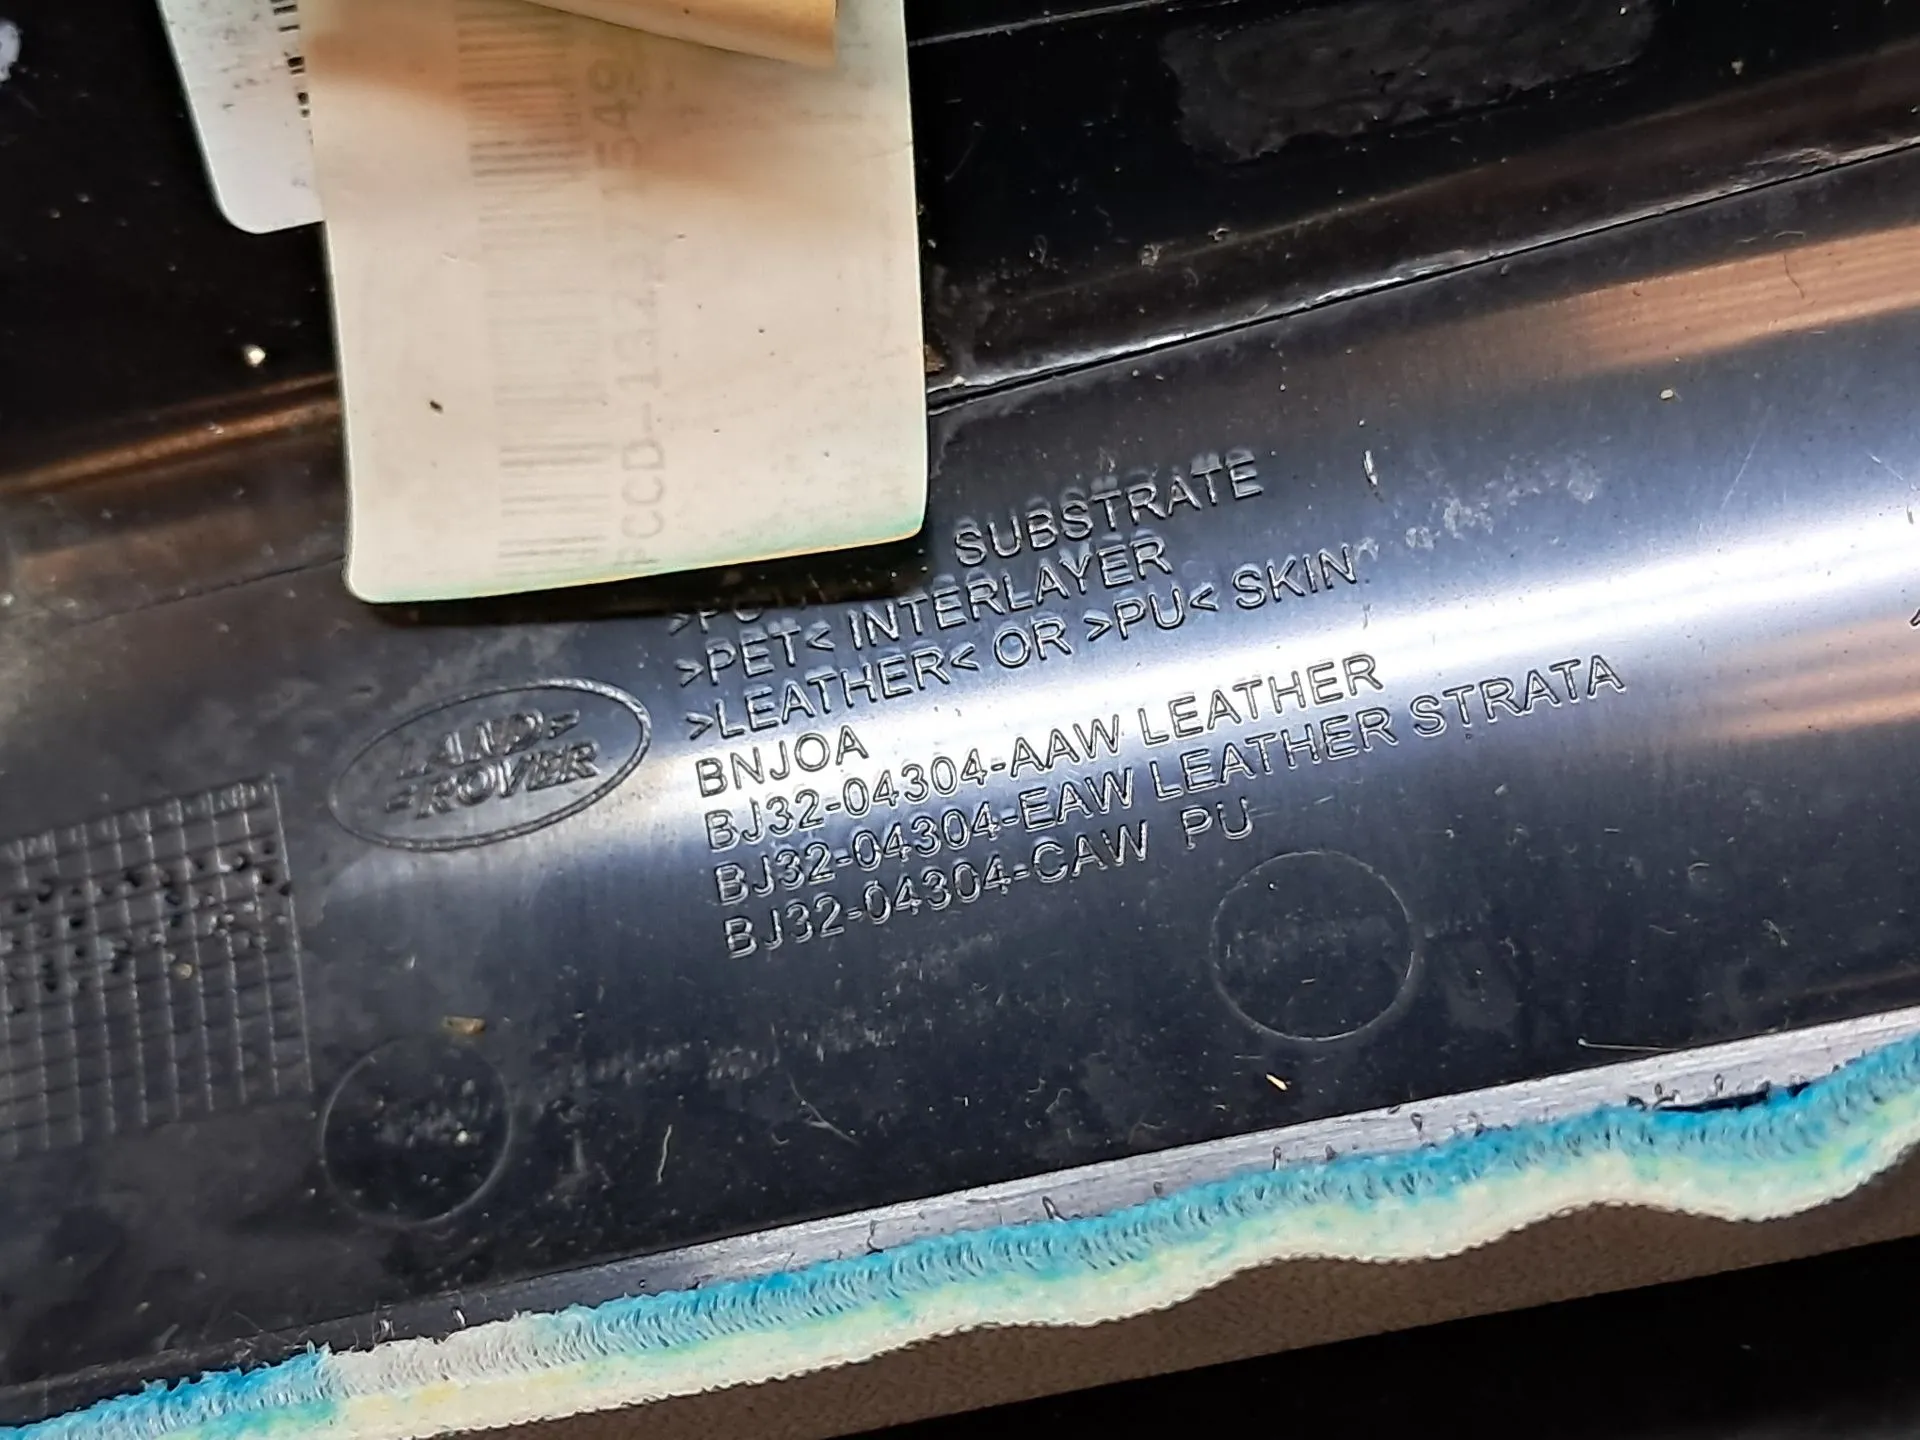 SUBSTRATE
>PET< INTERLAYER
>LEATHER< OR >PU< SKIN
BNJOA
BJ32-04304-AAW LEATHER
BJ32-04304-EAW LEATHER STRATA
BJ32-04304-CAW PU
LAND-
-ROVER